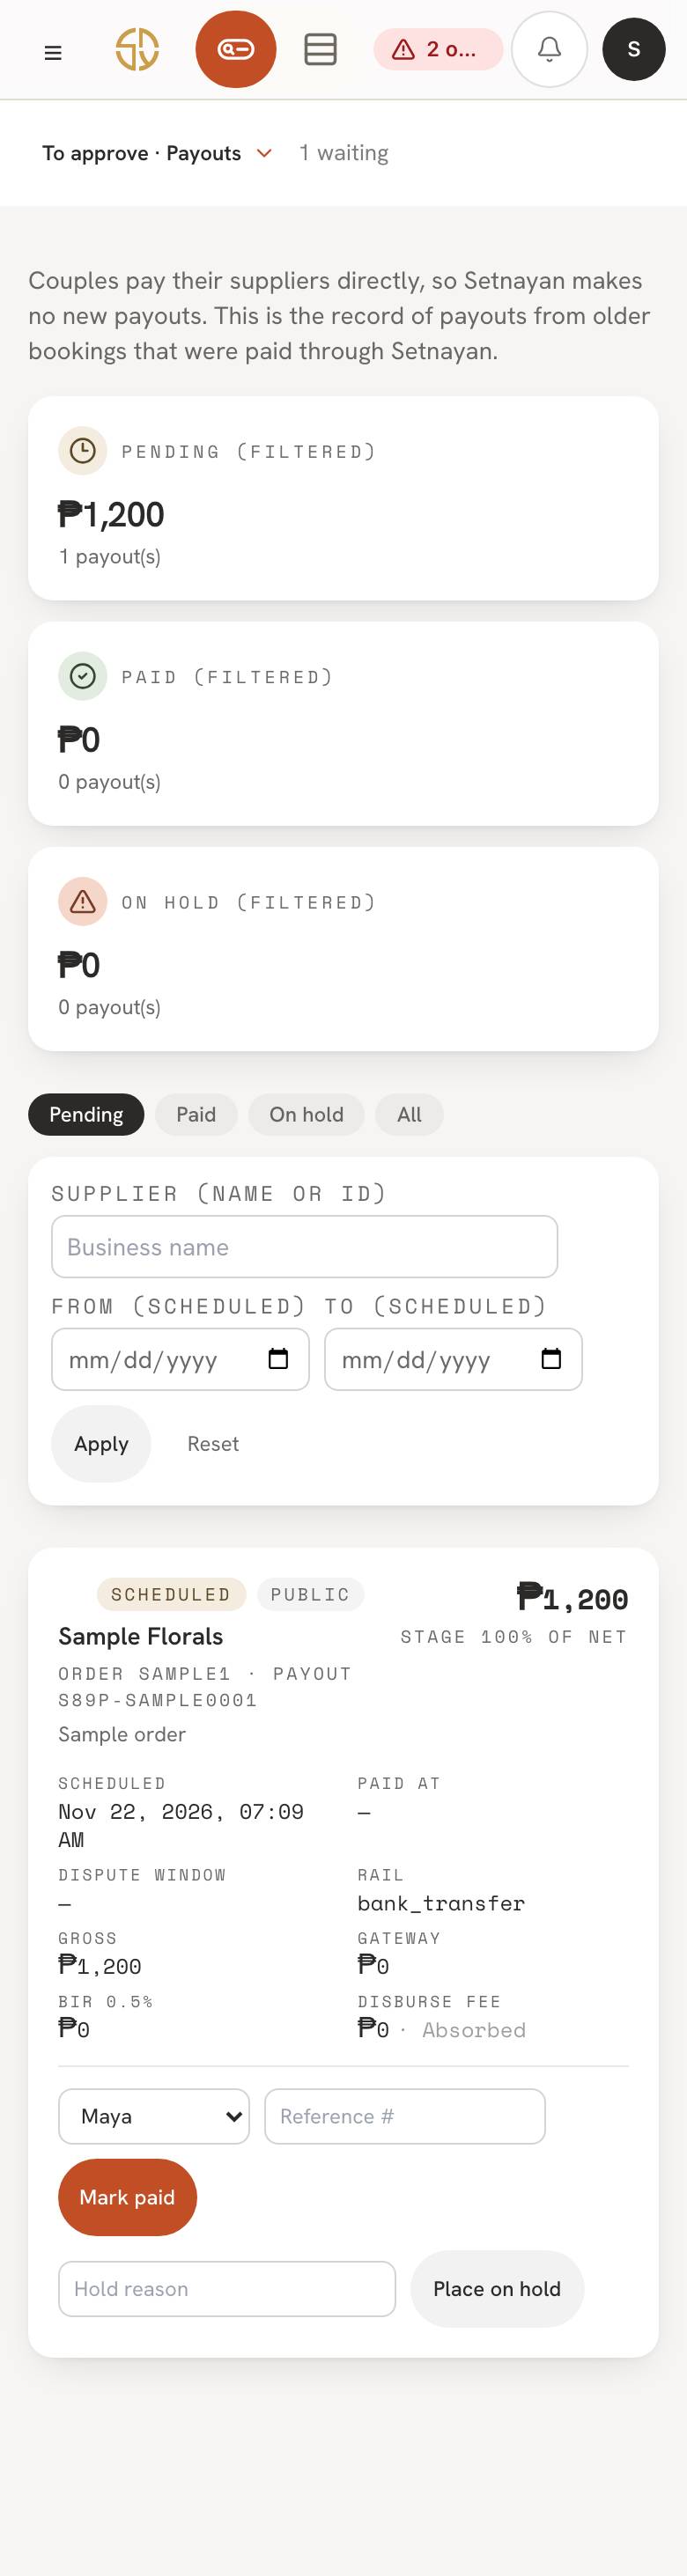 2 o...
S
To approve · Payouts
1 waiting
Couples pay their suppliers directly, so Setnayan makes
no new payouts. This is the record of payouts from older
bookings that were paid through Setnayan.
PENDING (FILTERED)
₱1,200
1 payout(s)
PAID (FILTERED)
₱0
0 payout(s)
ON HOLD (FILTERED)
₱0
0 payout(s)
Pending Paid On hold All
SUPPLIER (NAME OR ID)
Business name
FROM (SCHEDULED) TO (SCHEDULED)
mm/dd/yyyy mm/dd/yyyy
Apply Reset
SCHEDULED PUBLIC ₱1,200
Sample Florals STAGE 100% OF NET
ORDER SAMPLE1 · PAYOUT
S89P-SAMPLE0001
Sample order
SCHEDULED PAID AT
Nov 22, 2026, 07:09 —
AM
DISPUTE WINDOW RAIL
— bank_transfer
GROSS GATEWAY
₱1,200 ₱0
BIR 0.5% DISBURSE FEE
₱0 ₱0 · Absorbed
Maya Reference #
Mark paid
Hold reason Place on hold